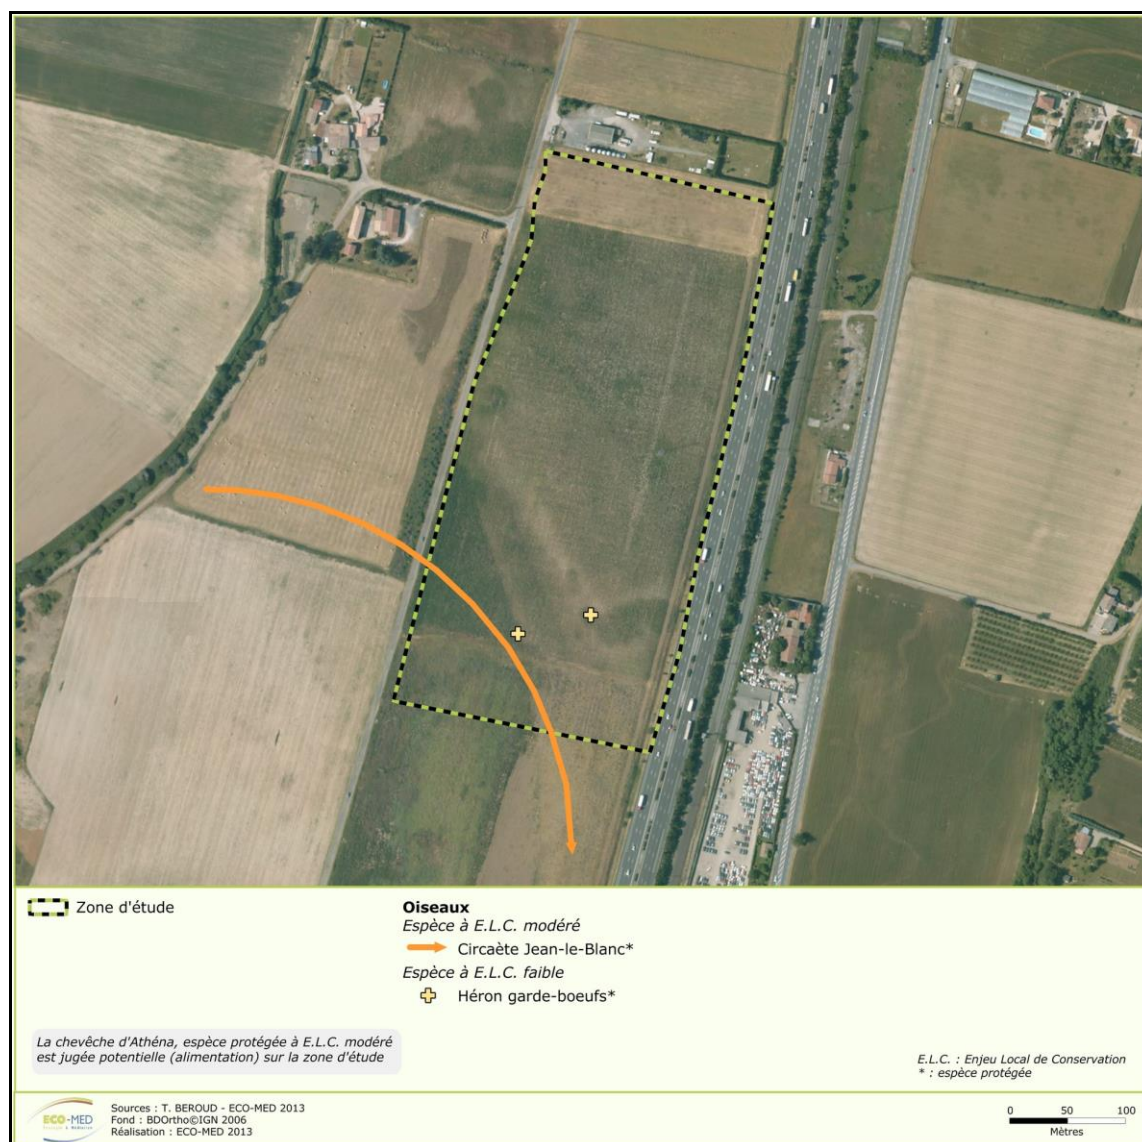 Zone d'étude
Oiseaux
Espèce à E.L.C. modéré
Circaète Jean-le-Blanc*
Espèce à E.L.C. faible
Héron garde-boeufs*
La chevêche d'Athéna, espèce protégée à E.L.C. modéré
est jugée potentielle (alimentation) sur la zone d'étude
E.L.C. : Enjeu Local de Conservation
* : espèce protégée
ECO-MED
Sources : T. BEROUD - ECO-MED 2013
Fond : BDOrtho©IGN 2006
Réalisation : ECO-MED 2013
0 50 100
Mètres